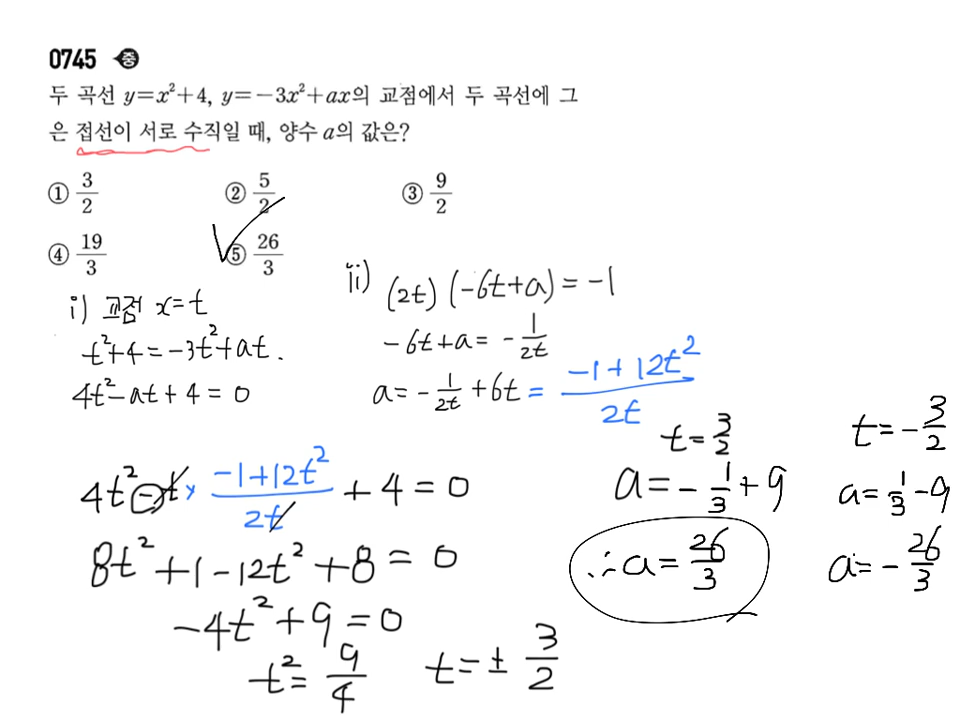 0745 중
두 곡선 y=x²+4, y=-3x²+ax의 교점에서 두 곡선에 그
은 접선이 서로 수직일 때, 양수 a의 값은?
① 3/2 ② 5/2 ③ 9/2
④ 19/3 ⑤ 26/3
i) 교점 x=t
t²+4=-3t²+at.
4t²-at+4=0
ii) (2t)(-6t+a)=-1
-6t+a=-1/2t
a=-1/2t+6t=(-1+12t²)/2t
4t²-t×(-1+12t²)/2t+4=0
8t²+1-12t²+8=0
-4t²+9=0
t²=9/4 t=±3/2
t=3/2
a=-1/3+9
∴a=26/3
t=-3/2
a=1/3-9
a=-26/3